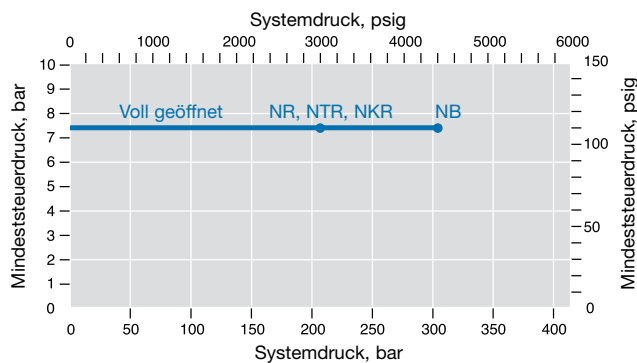 Systemdruck, psig
0 1000 2000 3000 4000 5000 6000
Mindeststeuerdruck, bar
10
9
8
7
6
5
4
3
2
1
0
Voll geöffnet NR, NTR, NKR NB
150
100
50
0
Mindeststeuerdruck, psig
0 50 100 150 200 250 300 350 400
Systemdruck, bar